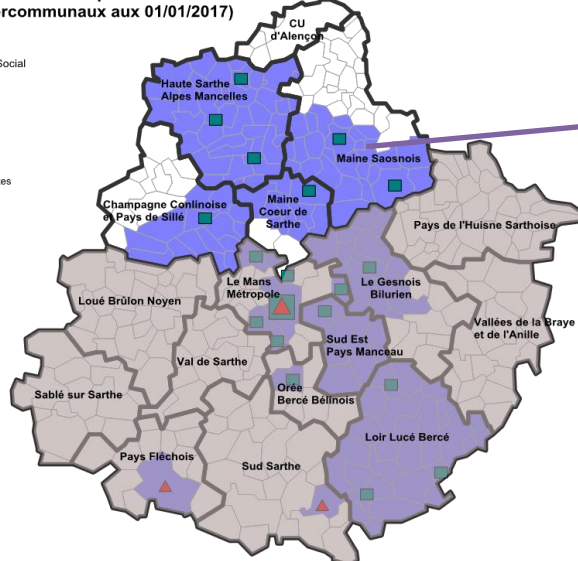 ercommunaux aux 01/01/2017)
CU
d'Alençon
Social
Haute Sarthe
Alpes Mancelles
Maine Saosnois
tes
Champagne Conlinoise
et Pays de Sillé
Maine
Coeur de
Sarthe
Pays de l'Huisne Sarthoise
Le Mans
Métropole
Le Gesnois
Bilurien
Loué Brûlon Noyen
Vallées de la Braye
et de l'Anille
Sud Est
Pays Manceau
Val de Sarthe
Orée
Bercé Bélinois
Sablé sur Sarthe
Loir Lucé Bercé
Pays Fléchois
Sud Sarthe